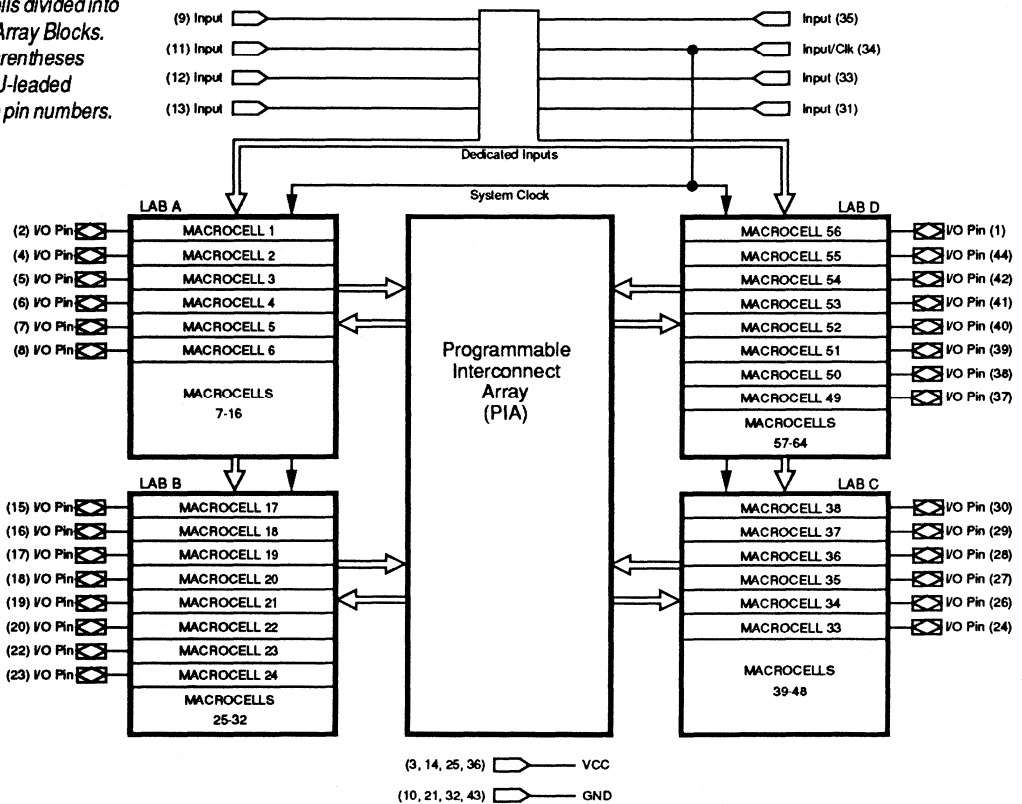 ells divided into
Array Blocks.
arentheses
J-leaded
pin numbers.
(9) Input
(11) Input
(12) Input
(13) Input
Input (35)
Input/Clk (34)
Input (33)
Input (31)
Dedicated Inputs
System Clock
LAB A
MACROCELL 1
MACROCELL 2
MACROCELL 3
MACROCELL 4
MACROCELL 5
MACROCELL 6
MACROCELLS
7-16
(2) I/O Pin
(4) I/O Pin
(5) I/O Pin
(6) I/O Pin
(7) I/O Pin
(8) I/O Pin
LAB B
MACROCELL 17
MACROCELL 18
MACROCELL 19
MACROCELL 20
MACROCELL 21
MACROCELL 22
MACROCELL 23
MACROCELL 24
MACROCELLS
25-32
(15) I/O Pin
(16) I/O Pin
(17) I/O Pin
(18) I/O Pin
(19) I/O Pin
(20) I/O Pin
(22) I/O Pin
(23) I/O Pin
Programmable
Interconnect
Array
(PIA)
LAB D
MACROCELL 56
MACROCELL 55
MACROCELL 54
MACROCELL 53
MACROCELL 52
MACROCELL 51
MACROCELL 50
MACROCELL 49
MACROCELLS
57-64
I/O Pin (1)
I/O Pin (44)
I/O Pin (42)
I/O Pin (41)
I/O Pin (40)
I/O Pin (39)
I/O Pin (38)
I/O Pin (37)
LAB C
MACROCELL 38
MACROCELL 37
MACROCELL 36
MACROCELL 35
MACROCELL 34
MACROCELL 33
MACROCELLS
39-48
I/O Pin (30)
I/O Pin (29)
I/O Pin (28)
I/O Pin (27)
I/O Pin (26)
I/O Pin (24)
(3, 14, 25, 36) VCC
(10, 21, 32, 43) GND